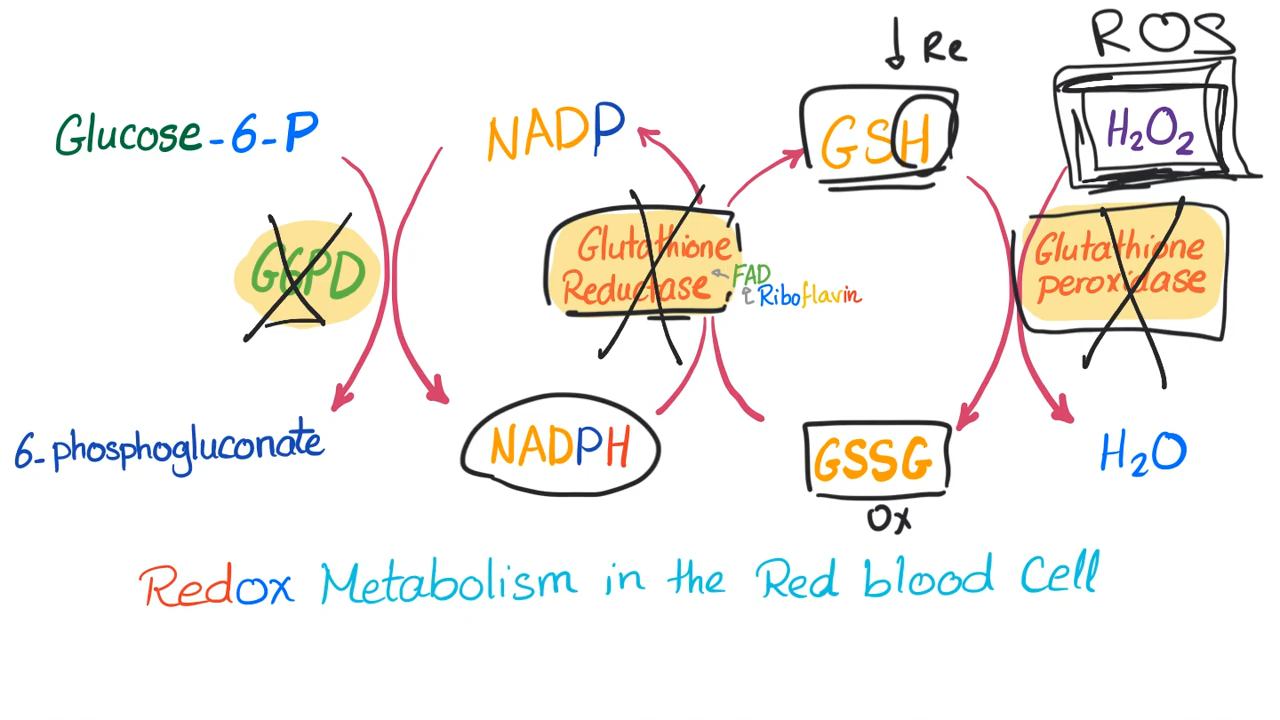 ROS
↓ Re
Glucose-6-P
NADP
GSH
H₂O₂
G6PD
Glutathione
Reductase
FAD
Riboflavin
Glutathione
peroxidase
6-phosphogluconate
NADPH
GSSG
H₂O
Ox
Redox Metabolism in the Red blood Cell